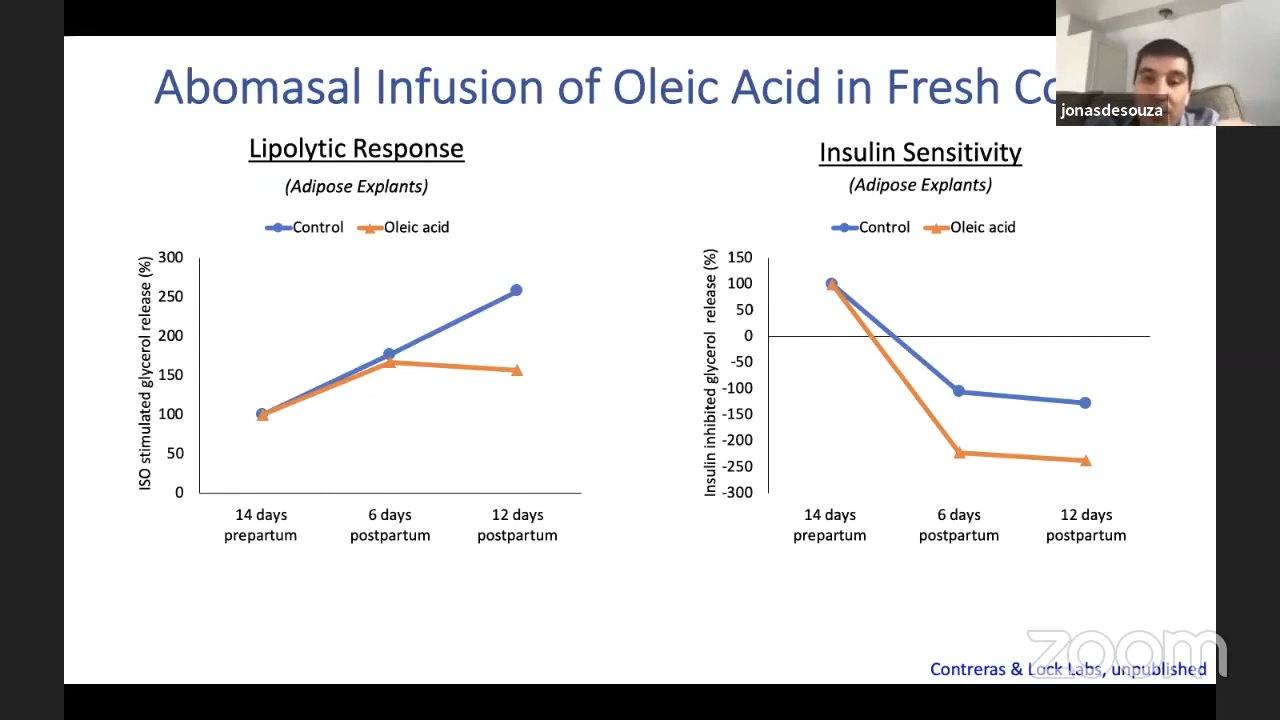 Abomasal Infusion of Oleic Acid in Fresh
jonasdesouza
Lipolytic Response
(Adipose Explants)
Control Oleic acid
ISO stimulated glycerol release (%)
300
250
200
150
100
50
0
14 days 6 days 12 days
prepartum postpartum postpartum
Insulin Sensitivity
(Adipose Explants)
Control Oleic acid
Insulin inhibited glycerol release (%)
150
100
50
0
-50
-100
-150
-200
-250
-300
14 days 6 days 12 days
prepartum postpartum postpartum
Contreras & Lock Labs, unpublished
zoom